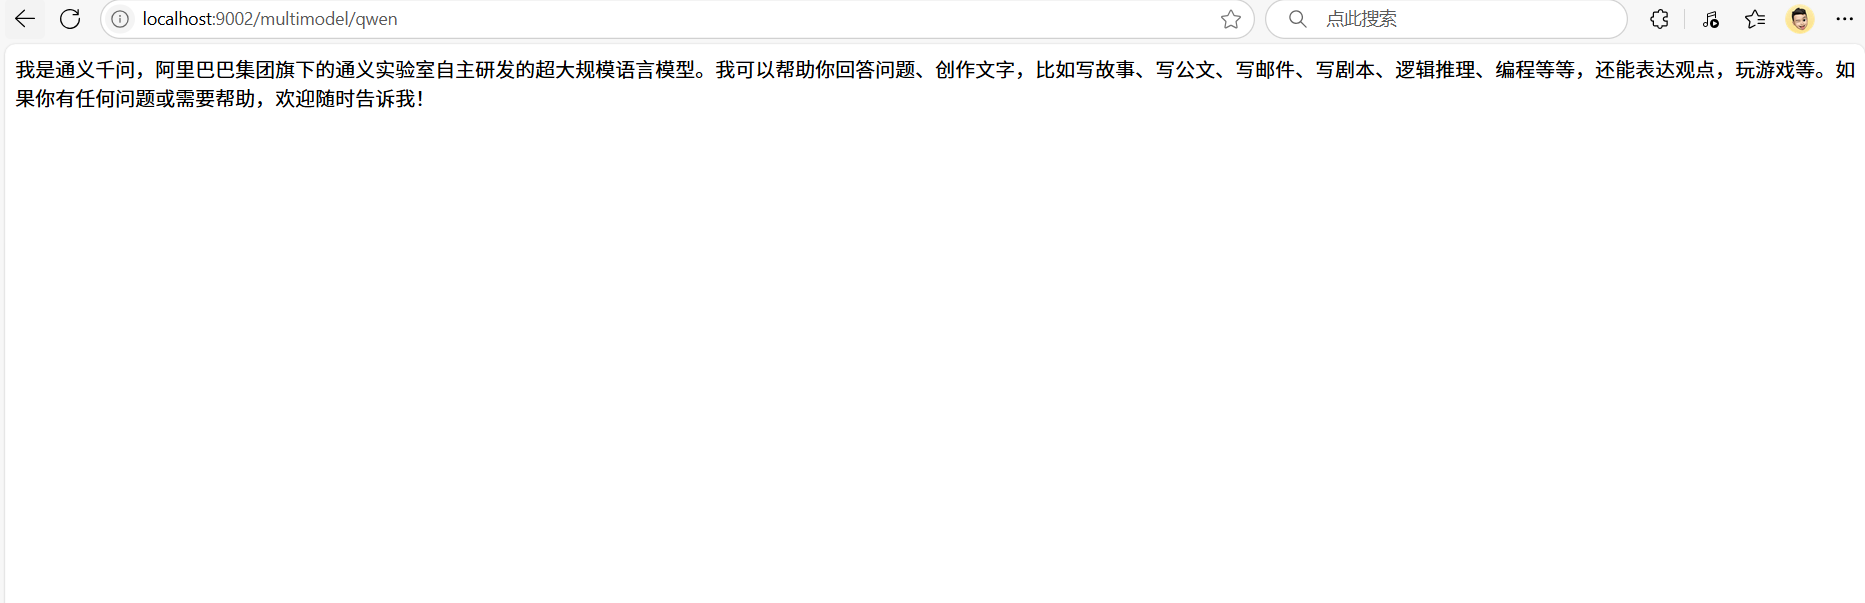 localhost:9002/multimodel/qwen
点此搜索
我是通义千问，阿里巴巴集团旗下的通义实验室自主研发的超大规模语言模型。我可以帮助你回答问题、创作文字，比如写故事、写公文、写邮件、写剧本、逻辑推理、编程等等，还能表达观点，玩游戏等。如
果你有任何问题或需要帮助，欢迎随时告诉我！